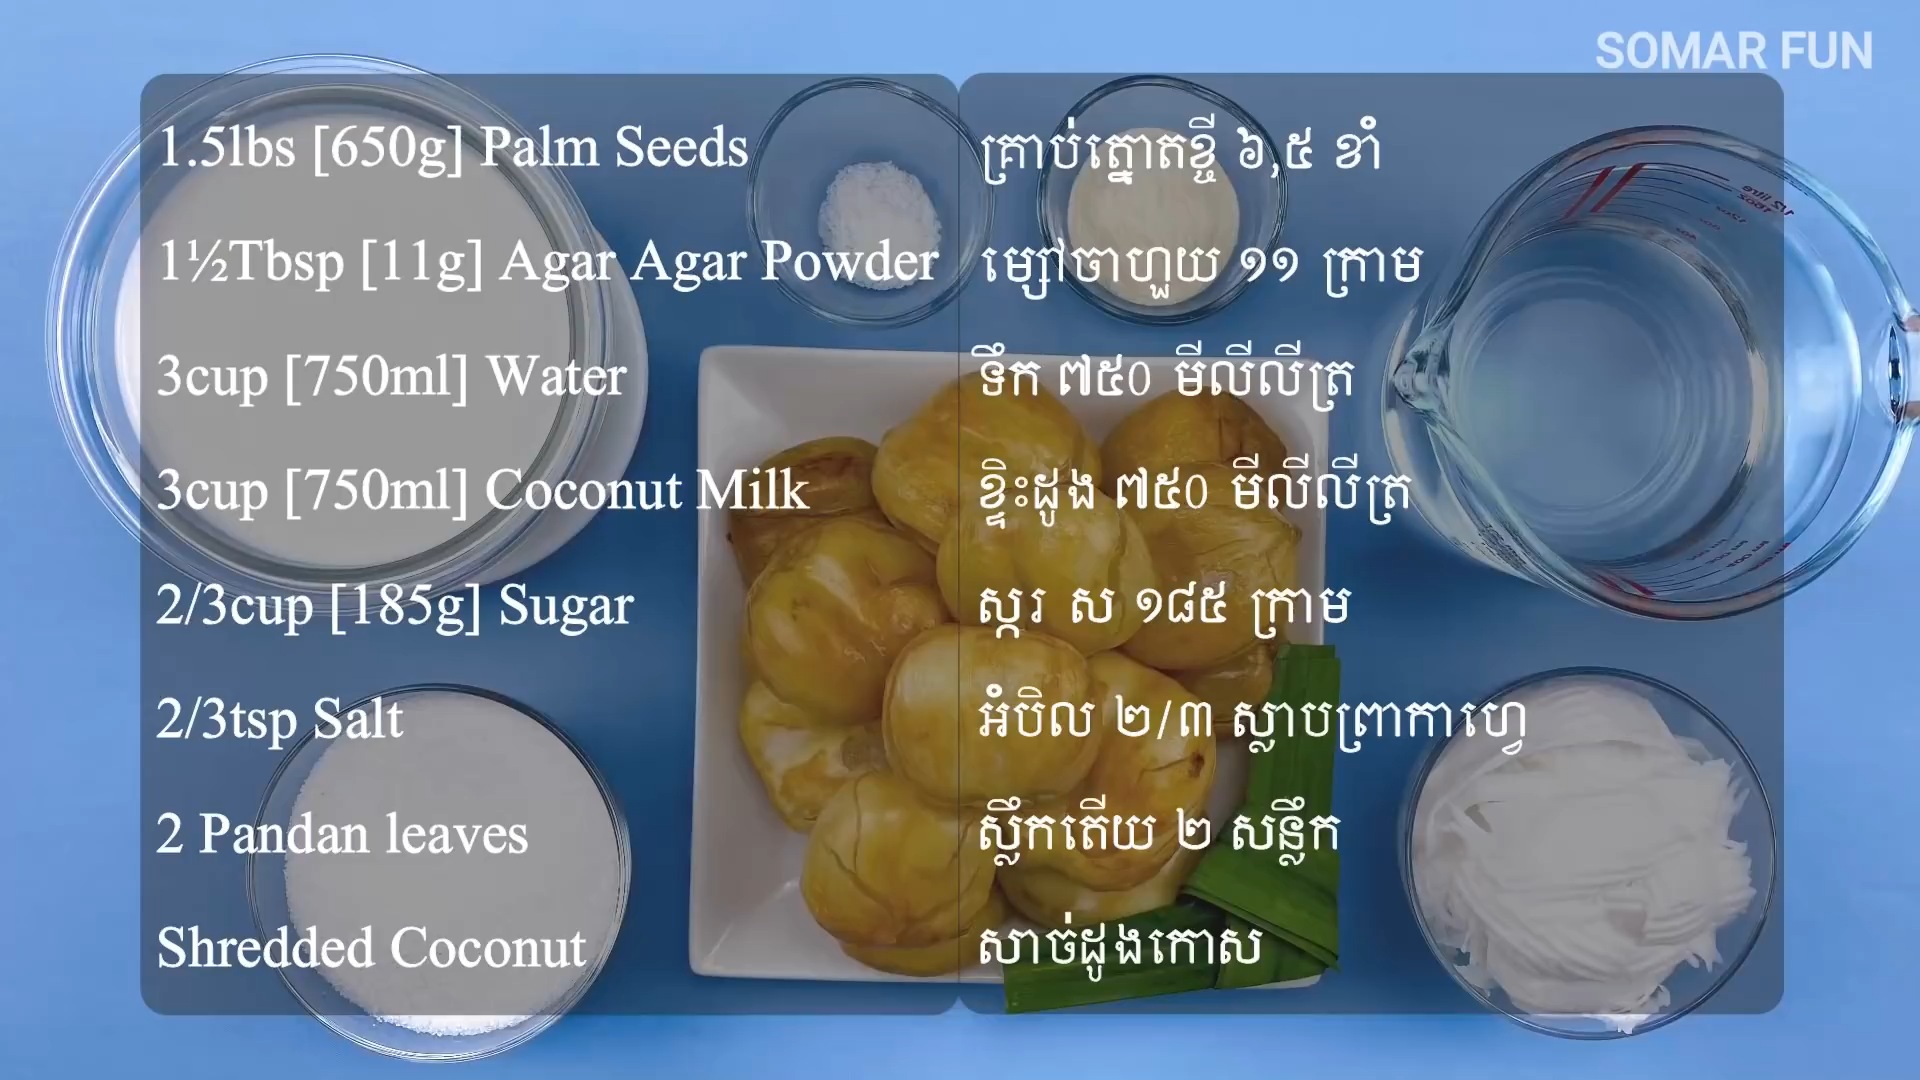 SOMAR FUN
1.5lbs [650g] Palm Seeds
គ្រាប់ត្នោតខ្ចី ៦,៥ ខាំ
1½Tbsp [11g] Agar Agar Powder
ម្សៅចាហួយ ១១ ក្រាម
3cup [750ml] Water
ទឹក ៧៥0 មីលីលីត្រ
3cup [750ml] Coconut Milk
ខ្ទិះដូង ៧៥0 មីលីលីត្រ
2/3cup [185g] Sugar
ស្ករ ស ១៨៥ ក្រាម
2/3tsp Salt
អំបិល ២/៣ ស្លាបព្រាកាហ្វេ
2 Pandan leaves
ស្លឹកតើយ ២ សន្លឹក
Shredded Coconut
សាច់ដូងកោស